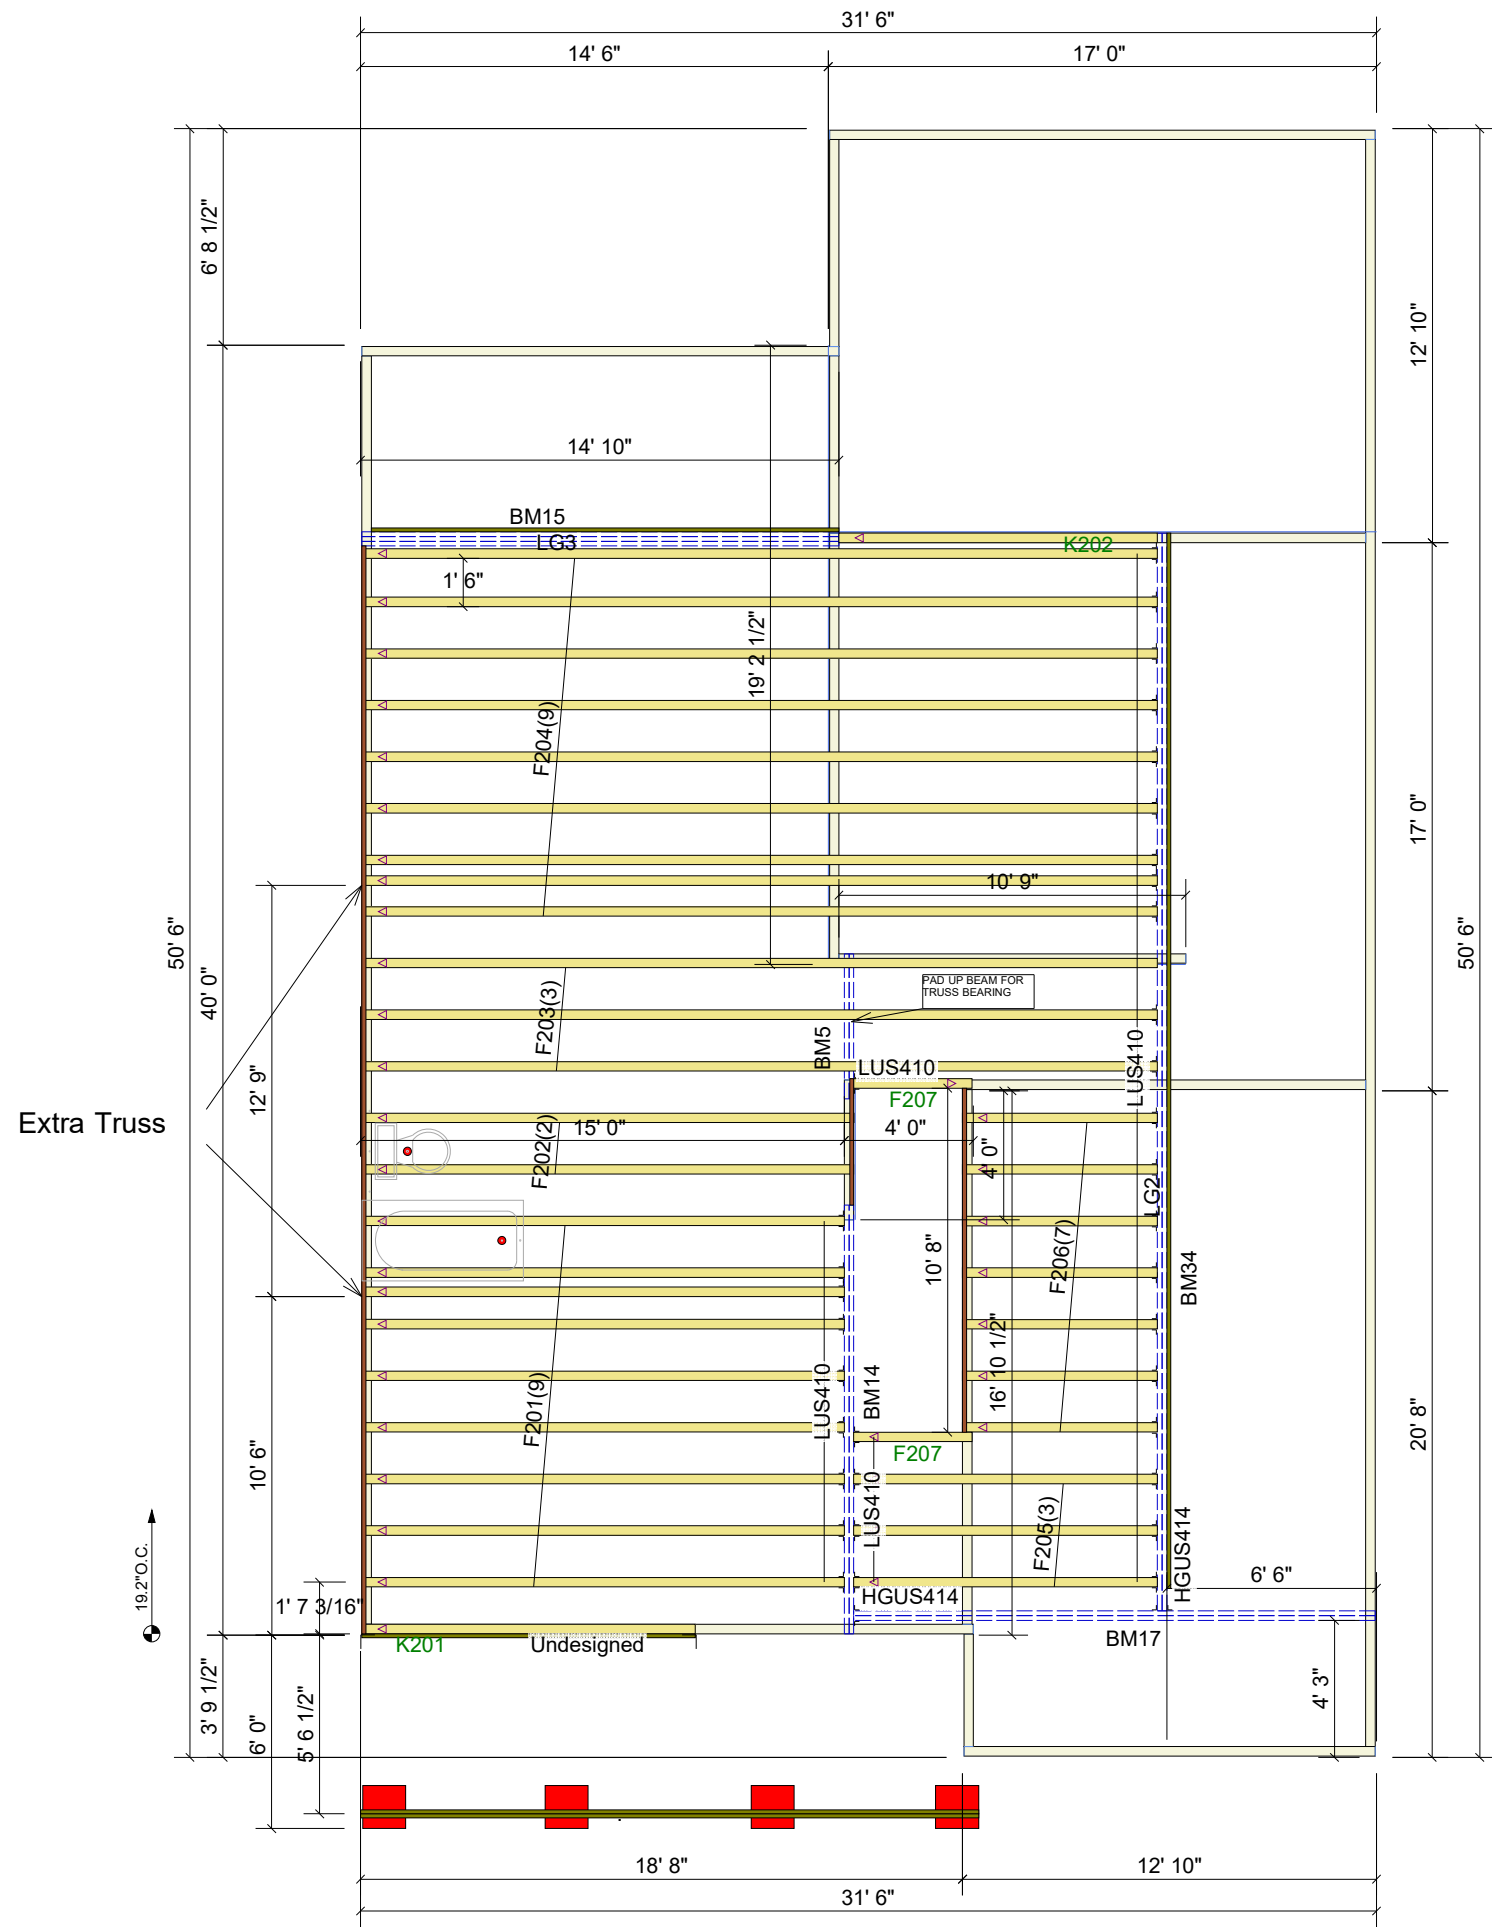 31' 6"
14' 6"
17' 0"
6' 8 1/2"
12' 10"
14' 10"
BM15
LG3
K202
1' 6"
19' 2 1/2"
F204(9)
17' 0"
10' 9"
50' 6"
40' 0"
50' 6"
PAD UP BEAM FOR
TRUSS BEARING
F203(3)
BM5
LUS410
LUS410
12' 9"
Extra Truss
F207
15' 0"
4' 0"
F202(2)
4' 0"
LG2
10' 8"
F206(7)
BM34
16' 10 1/2"
F201(9)
LUS410
BM14
20' 8"
F207
10' 6"
LUS410
F205(3)
HGUS414
19.2"O.C.
6' 6"
1' 7 3/16"
HGUS414
K201
Undesigned
BM17
3' 9 1/2"
6' 0"
5' 6 1/2"
4' 3"
18' 8"
12' 10"
31' 6"